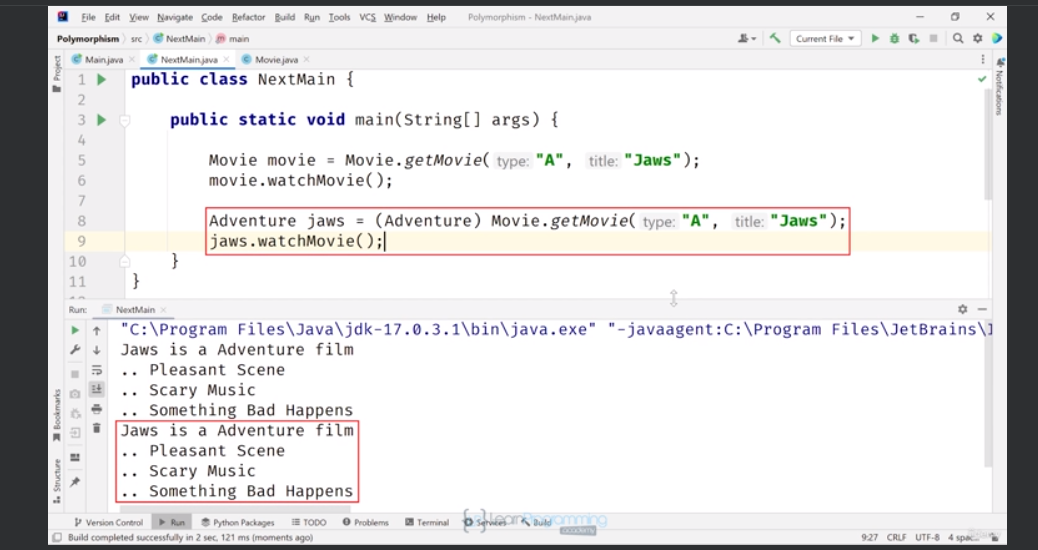 File Edit View Navigate Code Refactor Build Run Tools VCS Window Help Polymorphism - NextMain.java
Polymorphism src NextMain main Current File
Main.java NextMain.java Movie.java
Project
Notifications
1 public class NextMain {
2
3 public static void main(String[] args) {
4
5 Movie movie = Movie.getMovie( type: "A", title: "Jaws");
6 movie.watchMovie();
7
8 Adventure jaws = (Adventure) Movie.getMovie( type: "A", title: "Jaws");
9 jaws.watchMovie();
10 }
11 }
Run: NextMain
"C:\Program Files\Java\jdk-17.0.3.1\bin\java.exe" "-javaagent:C:\Program Files\JetBrains\
Jaws is a Adventure film
.. Pleasant Scene
.. Scary Music
.. Something Bad Happens
Jaws is a Adventure film
.. Pleasant Scene
.. Scary Music
.. Something Bad Happens
Bookmarks
Structure
Version Control Run Python Packages TODO Problems Terminal Services Build
LearnProgramming
academy
Build completed successfully in 2 sec, 121 ms (moments ago) 9:27 CRLF UTF-8 4 spac